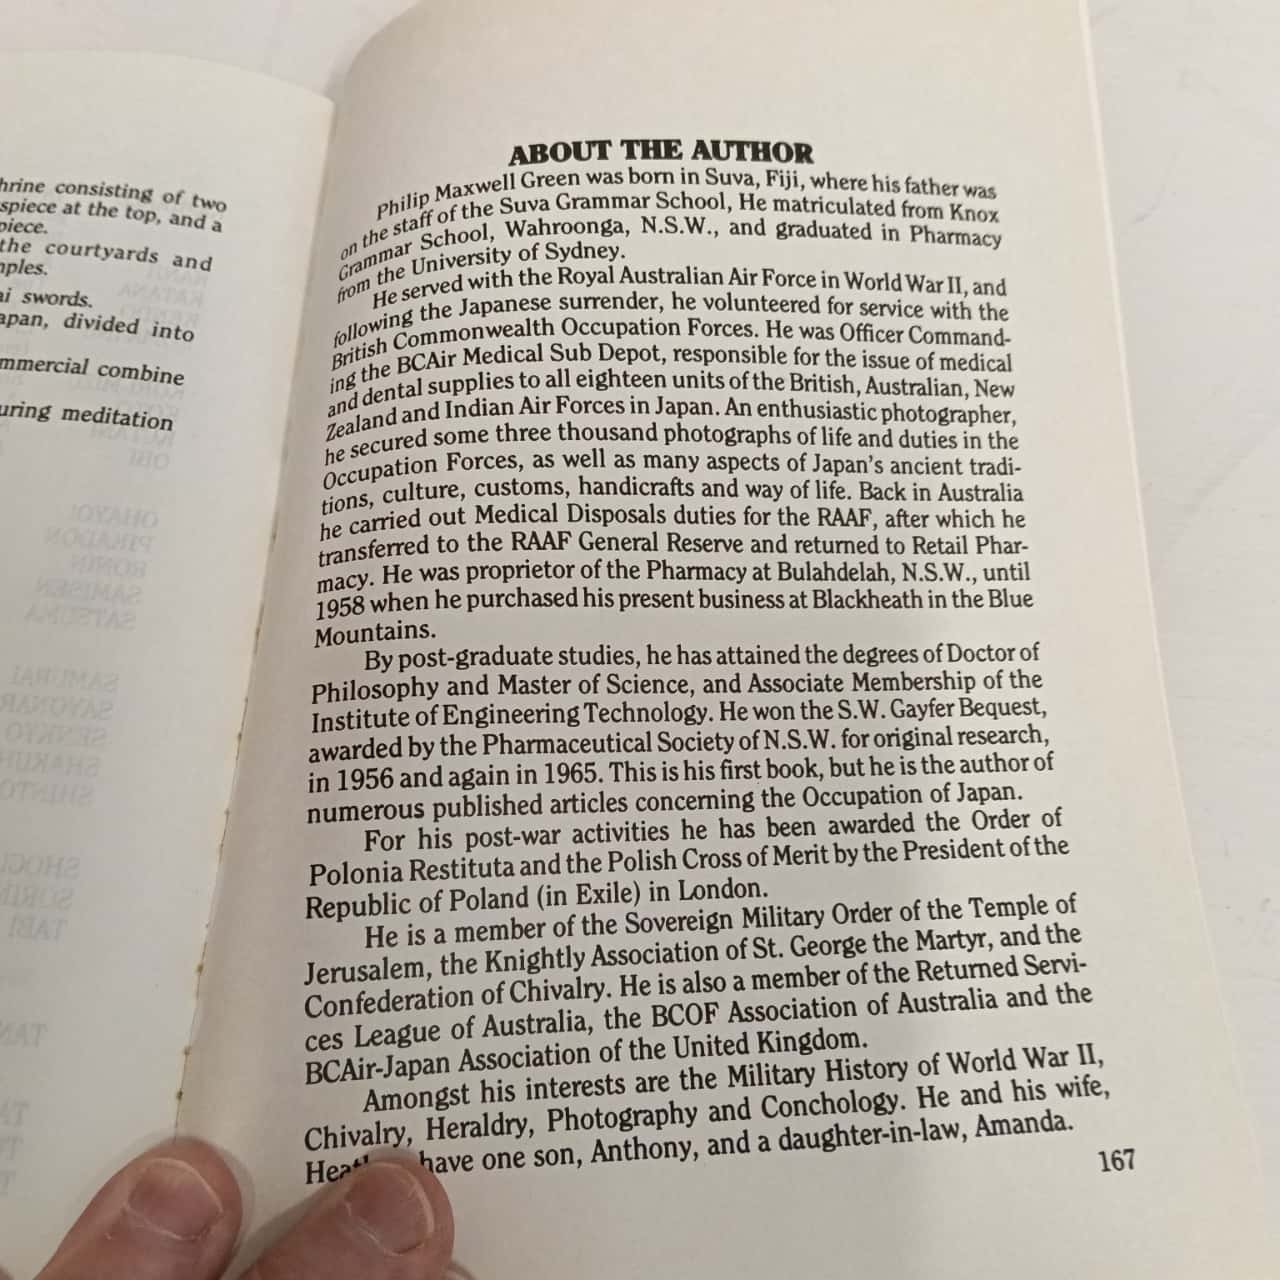 hrine consisting of two
spiece at the top, and a
piece.
the courtyards and
mples.
ai swords.
apan, divided into
mmercial combine
uring meditation
ABOUT THE AUTHOR
Philip Maxwell Green was born in Suva, Fiji, where his father was
on the staff of the Suva Grammar School, He matriculated from Knox
Grammar School, Wahroonga, N.S.W., and graduated in Pharmacy
from the University of Sydney.
He served with the Royal Australian Air Force in World War II, and
following the Japanese surrender, he volunteered for service with the
British Commonwealth Occupation Forces. He was Officer Command-
ing the BCAir Medical Sub Depot, responsible for the issue of medical
and dental supplies to all eighteen units of the British, Australian, New
Zealand and Indian Air Forces in Japan. An enthusiastic photographer,
he secured some three thousand photographs of life and duties in the
Occupation Forces, as well as many aspects of Japan's ancient tradi-
tions, culture, customs, handicrafts and way of life. Back in Australia
he carried out Medical Disposals duties for the RAAF, after which he
transferred to the RAAF General Reserve and returned to Retail Phar-
macy. He was proprietor of the Pharmacy at Bulahdelah, N.S.W., until
1958 when he purchased his present business at Blackheath in the Blue
Mountains.
By post-graduate studies, he has attained the degrees of Doctor of
Philosophy and Master of Science, and Associate Membership of the
Institute of Engineering Technology. He won the S.W. Gayfer Bequest,
awarded by the Pharmaceutical Society of N.S.W. for original research,
in 1956 and again in 1965. This is his first book, but he is the author of
numerous published articles concerning the Occupation of Japan.
For his post-war activities he has been awarded the Order of
Polonia Restituta and the Polish Cross of Merit by the President of the
Republic of Poland (in Exile) in London.
He is a member of the Sovereign Military Order of the Temple of
Jerusalem, the Knightly Association of St. George the Martyr, and the
Confederation of Chivalry. He is also a member of the Returned Servi-
ces League of Australia, the BCOF Association of Australia and the
BCAir-Japan Association of the United Kingdom.
Amongst his interests are the Military History of World War II,
Chivalry, Heraldry, Photography and Conchology. He and his wife,
have one son, Anthony, and a daughter-in-law, Amanda.
167